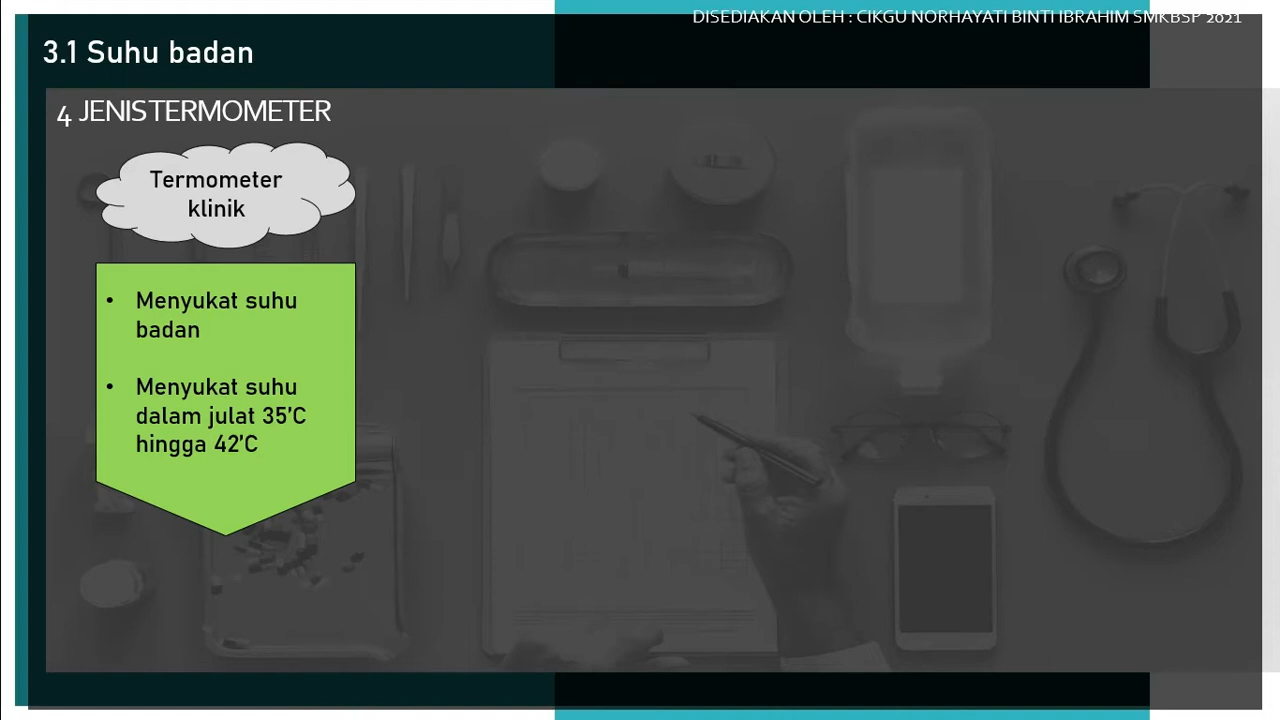 DISEDIAKAN OLEH : CIKGU NORHAYATI BINTI IBRAHIM SMKBSP 2021
3.1 Suhu badan
4 JENIS TERMOMETER
Termometer
klinik
• Menyukat suhu
badan
• Menyukat suhu
dalam julat 35'C
hingga 42'C